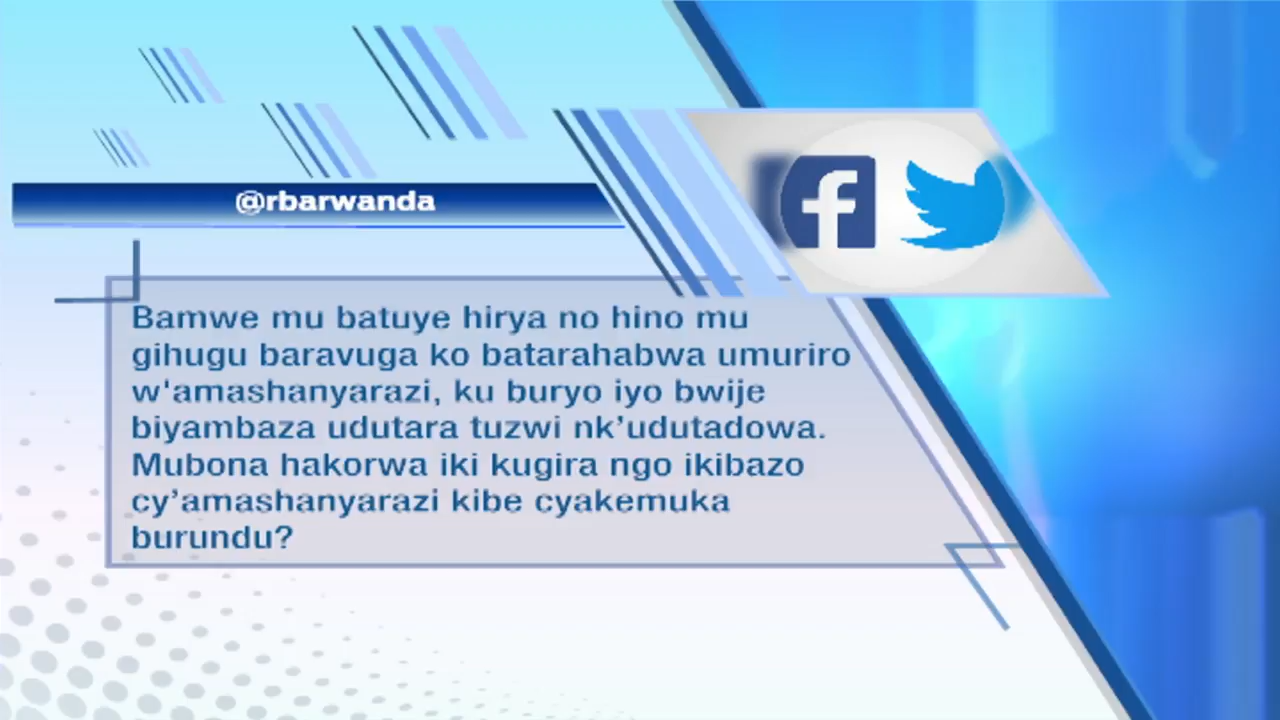 @rbarwanda
Bamwe mu batuye hirya no hino mu
gihugu baravuga ko batarahabwa umuriro
w'amashanyarazi, ku buryo iyo bwije
biyambaza udutara tuzwi nk’udutadowa.
Mubona hakorwa iki kugira ngo ikibazo
cy’amashanyarazi kibe cyakemuka
burundu?